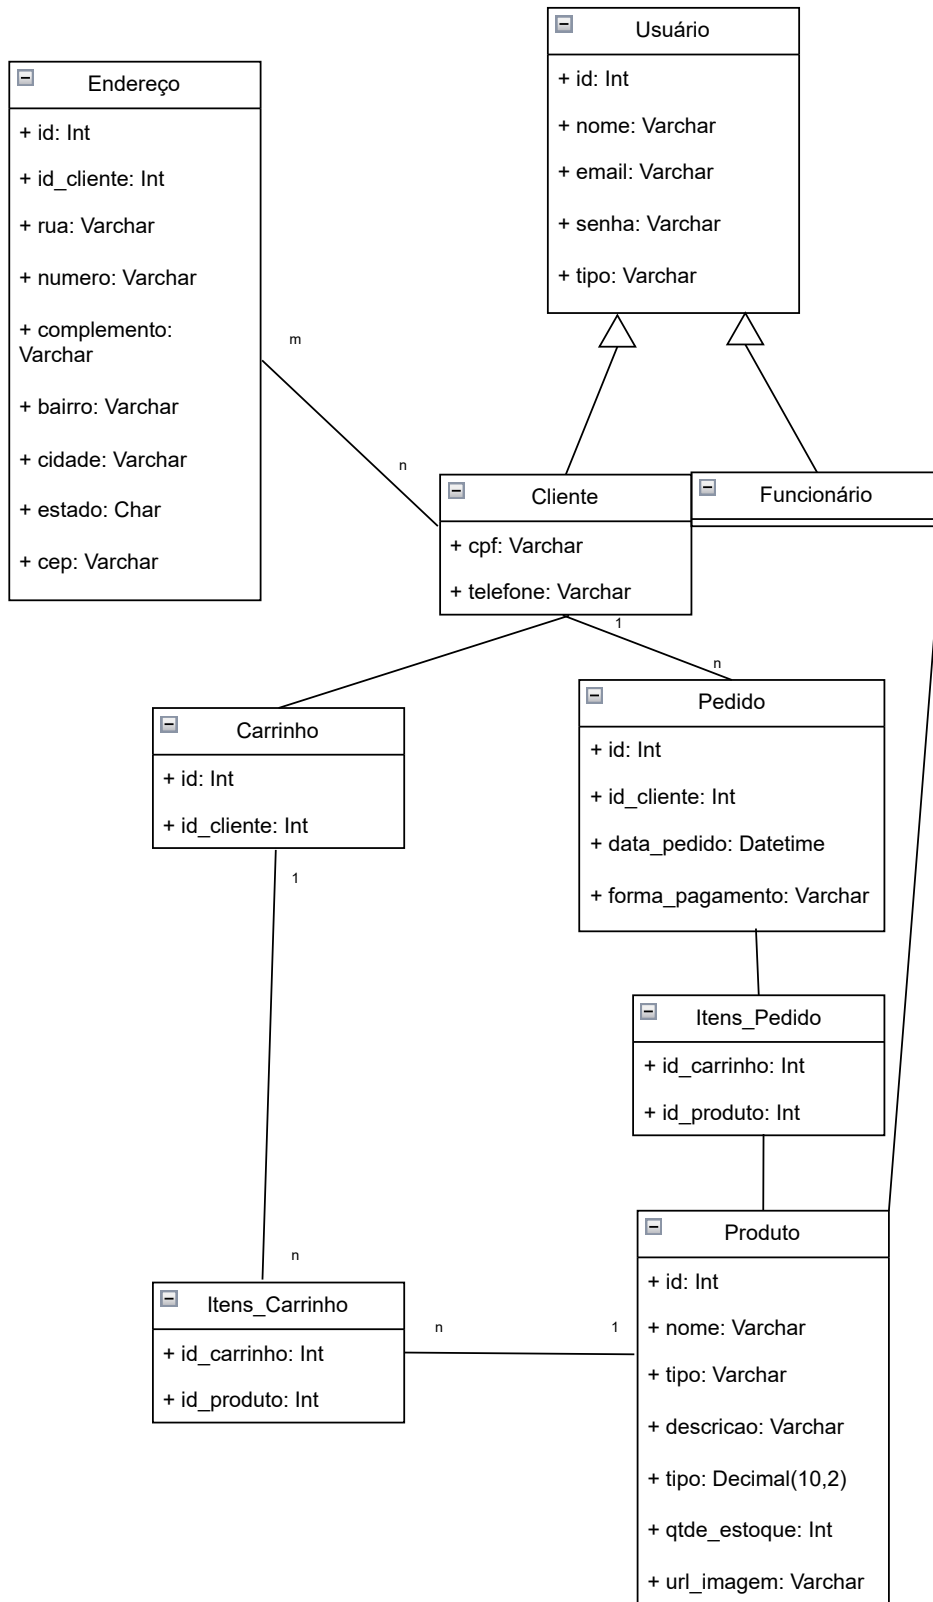 Usuário
+ id: Int
+ nome: Varchar
+ email: Varchar
+ senha: Varchar
+ tipo: Varchar
Endereço
+ id: Int
+ id_cliente: Int
+ rua: Varchar
+ numero: Varchar
+ complemento:
Varchar
+ bairro: Varchar
+ cidade: Varchar
+ estado: Char
+ cep: Varchar
m
n
Cliente
+ cpf: Varchar
+ telefone: Varchar
Funcionário
1
n
Carrinho
+ id: Int
+ id_cliente: Int
Pedido
+ id: Int
+ id_cliente: Int
+ data_pedido: Datetime
+ forma_pagamento: Varchar
1
n
Itens_Pedido
+ id_carrinho: Int
+ id_produto: Int
Itens_Carrinho
+ id_carrinho: Int
+ id_produto: Int
n
1
Produto
+ id: Int
+ nome: Varchar
+ tipo: Varchar
+ descricao: Varchar
+ tipo: Decimal(10,2)
+ qtde_estoque: Int
+ url_imagem: Varchar